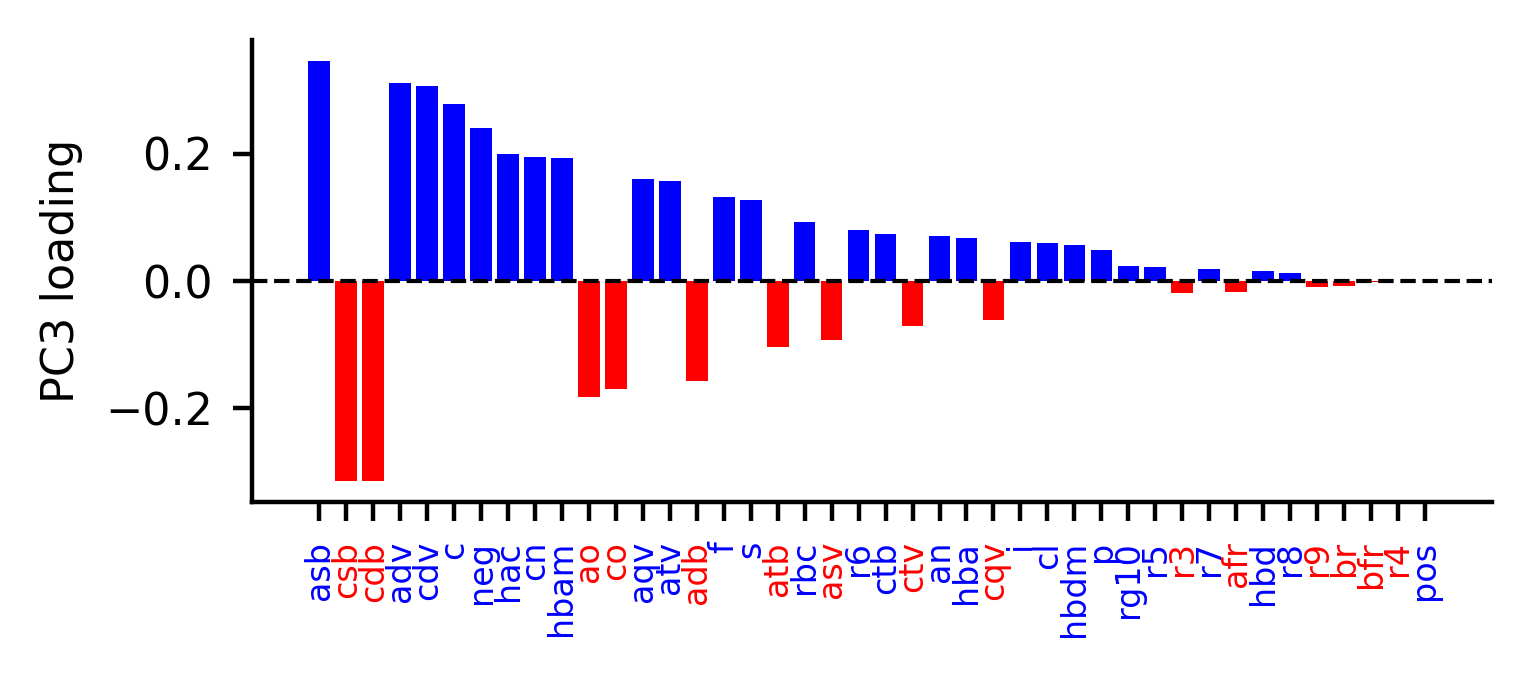 PC3 loading
0.2
0.0
−0.2
asb
csb
cdb
adv
cdv
c
neg
hac
cn
hbam
ao
co
aqv
atv
adb
f
s
atb
rbc
asv
r6
ctb
ctv
an
hba
cqv
i
cl
hbdm
p
rg10
r5
r3
r7
afr
hbd
r8
r9
br
bfr
r4
pos